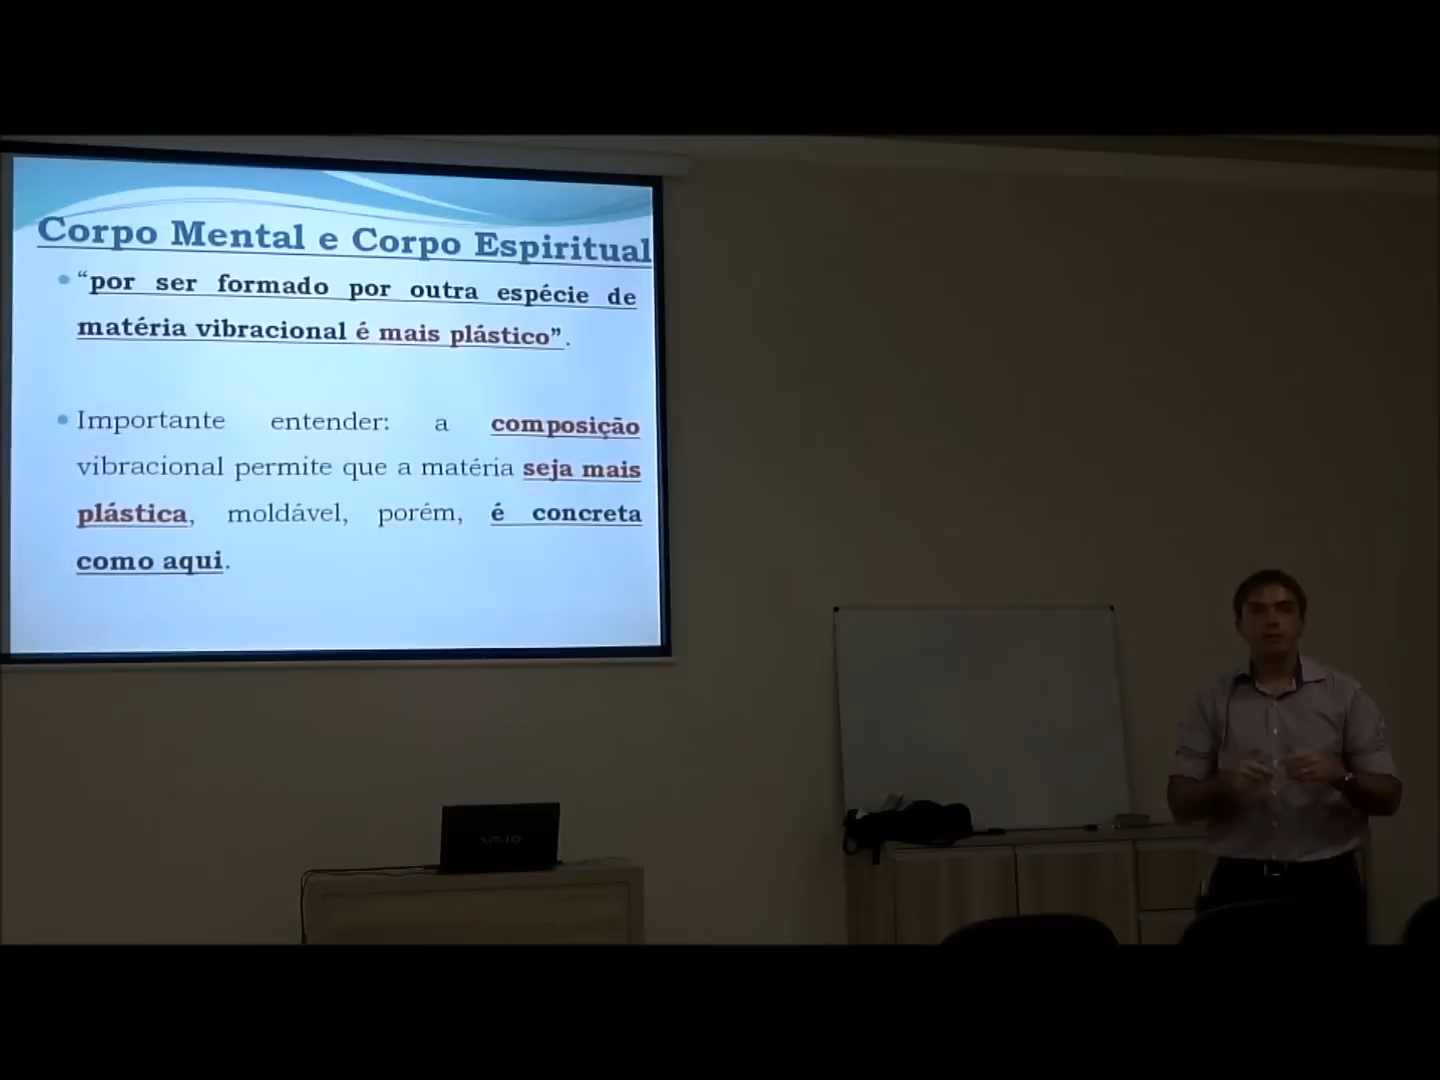 Corpo Mental e Corpo Espiritual
• “por ser formado por outra espécie de
matéria vibracional é mais plástico”.
• Importante entender: a composição
vibracional permite que a matéria seja mais
plástica, moldável, porém, é concreta
como aqui.
VAIO